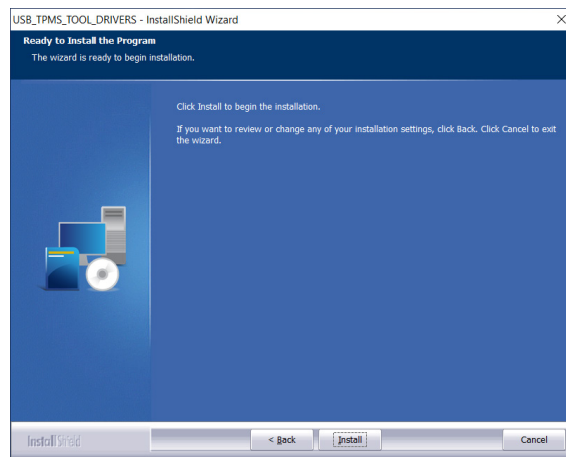 USB_TPMS_TOOL_DRIVERS - InstallShield Wizard
Ready to Install the Program
The wizard is ready to begin installation.
Click Install to begin the installation.
If you want to review or change any of your installation settings, click Back. Click Cancel to exit
the wizard.
InstallShield
< Back Install Cancel